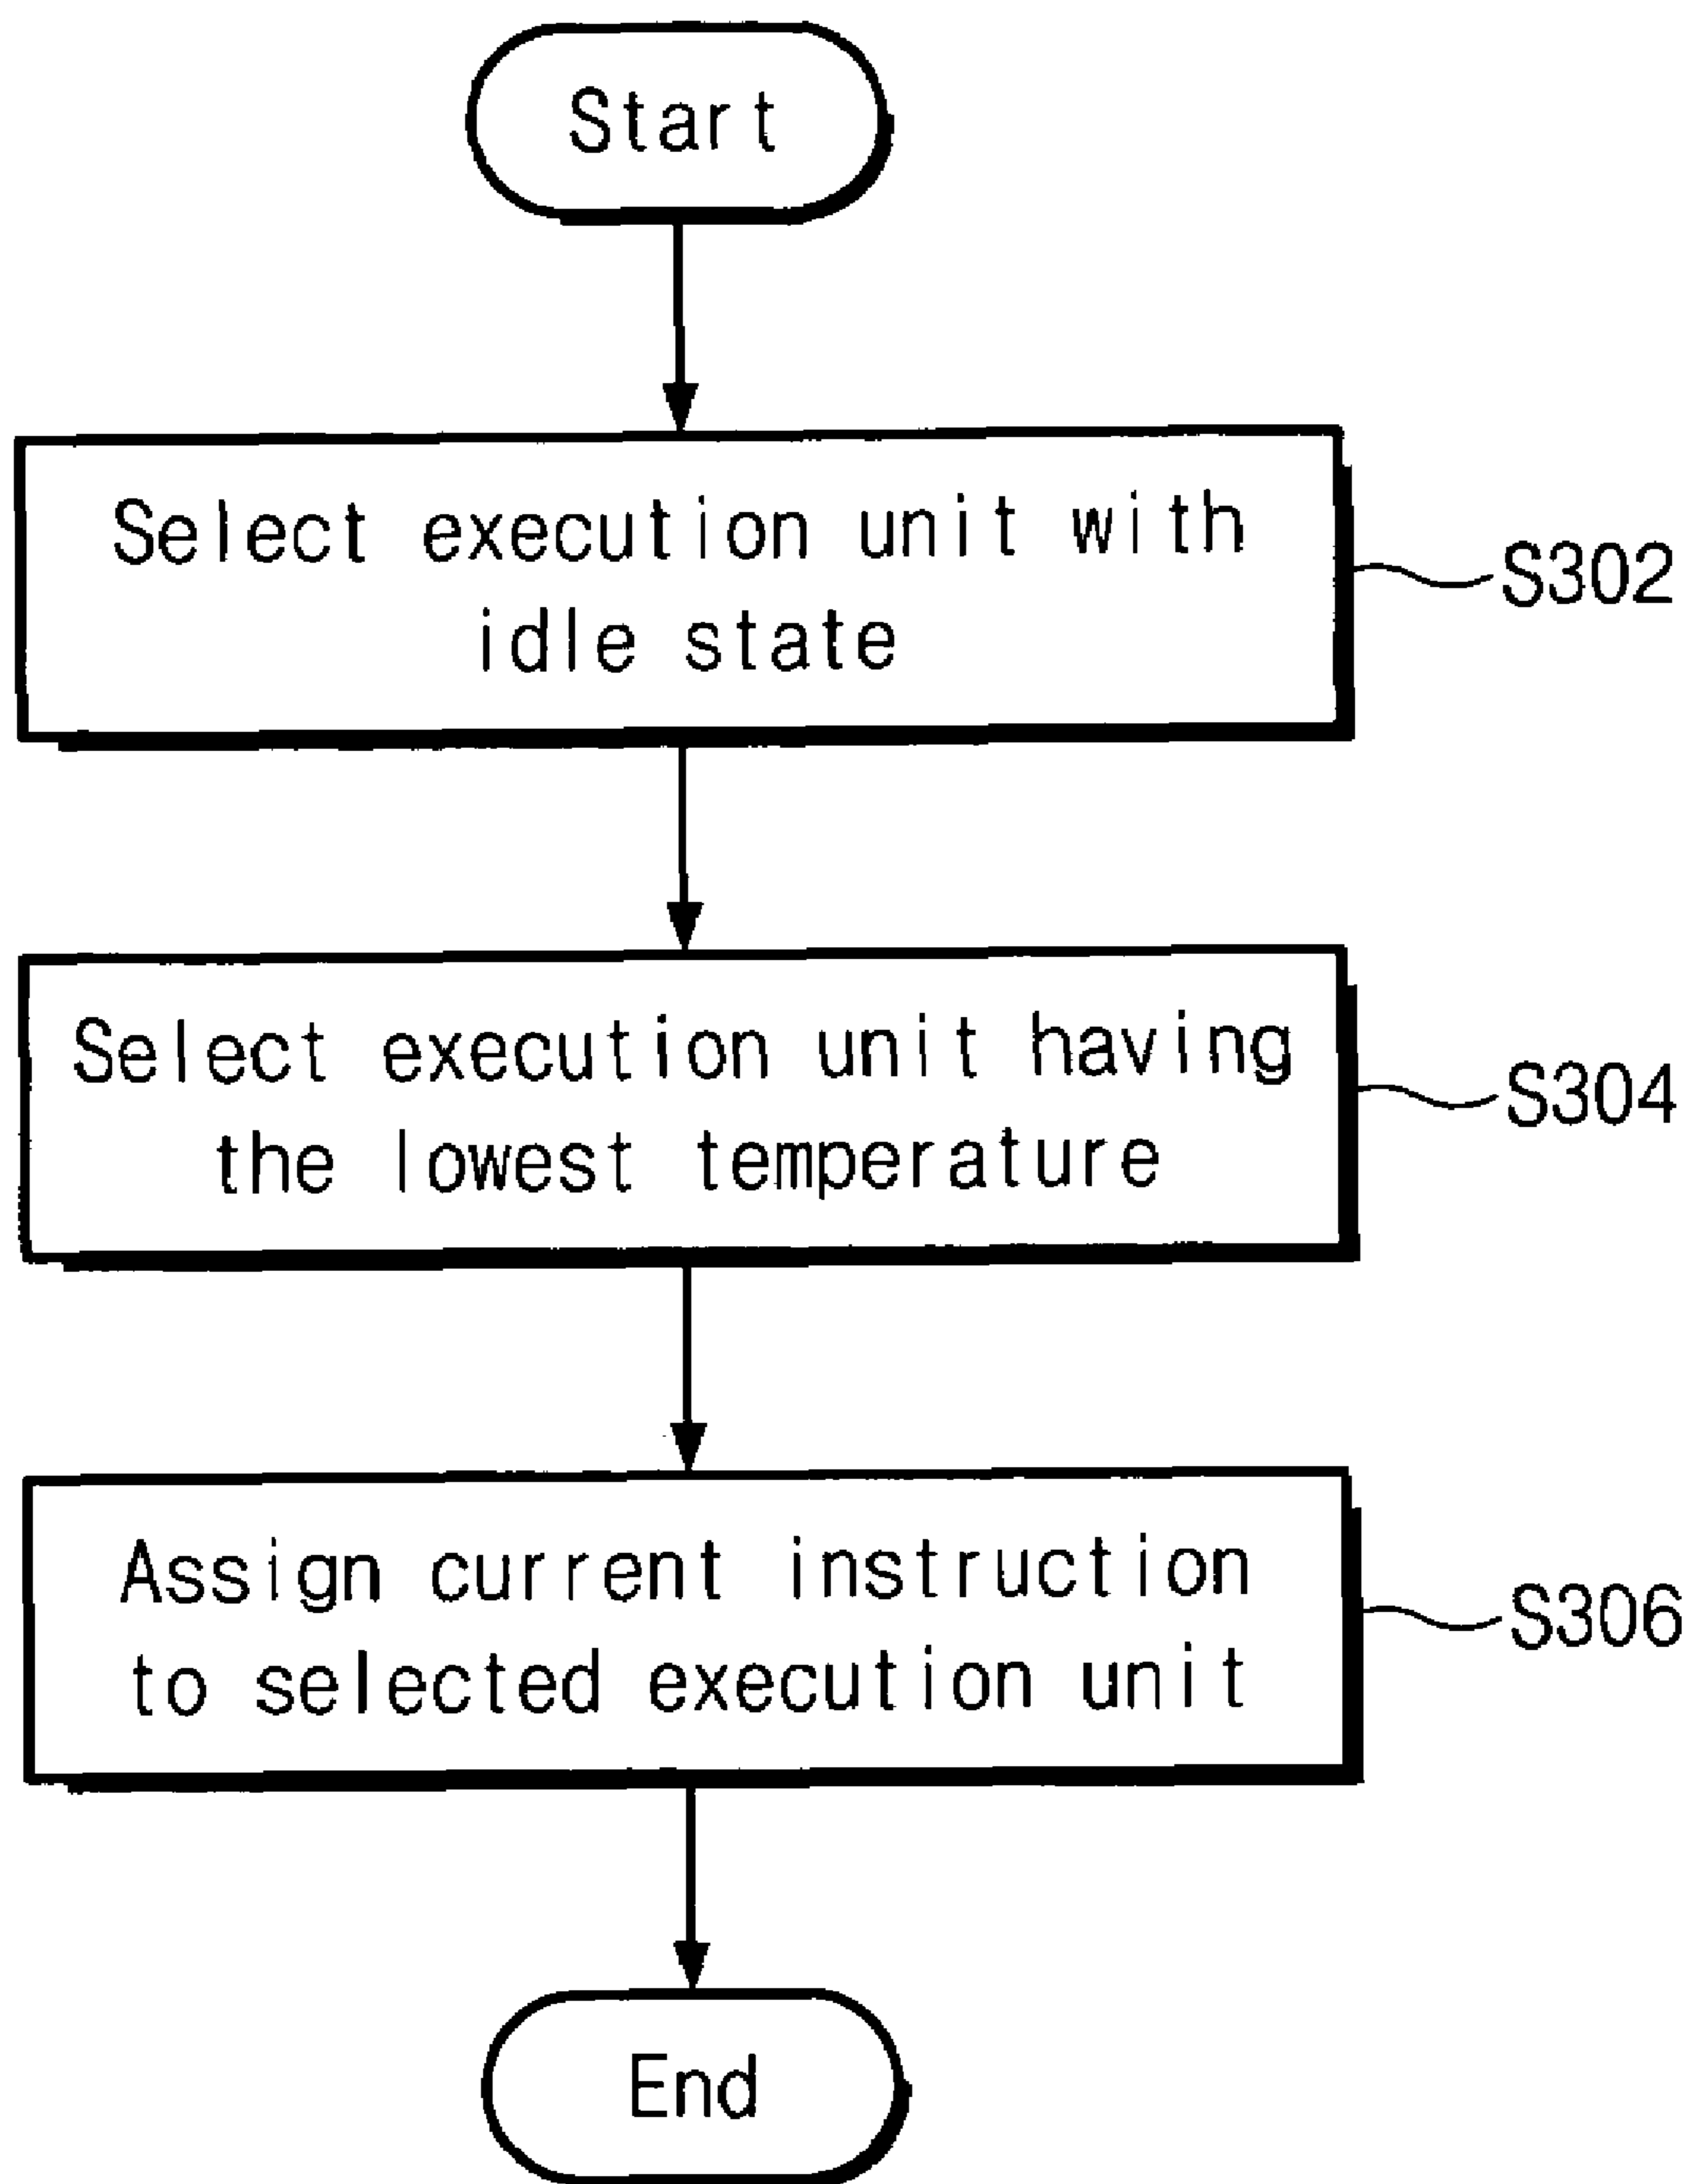 Start
Select execution unit with
idle state
S302
Select execution unit having
the lowest temperature
S304
Assign current instruction
to selected execution unit
S306
End